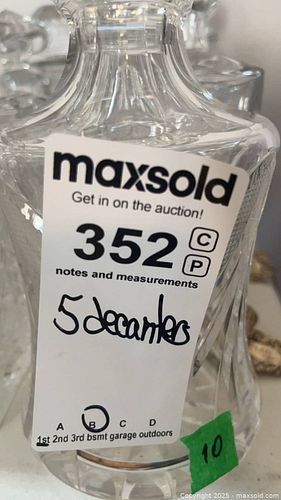 maxsold
Get in on the auction!
352 C
P
notes and measurements
5 decanters
A B C D
1st 2nd 3rd bsmt garage outdoors
10
Copyright 2025 - maxsold.com